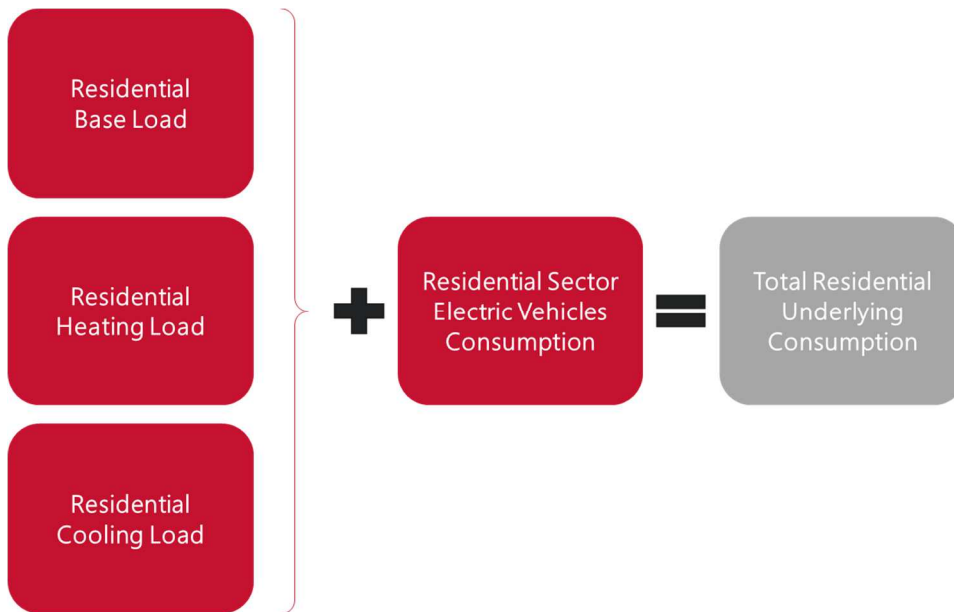 Residential
Base Load
Residential
Heating Load
Residential
Cooling Load
Residential Sector
Electric Vehicles
Consumption
Total Residential
Underlying
Consumption